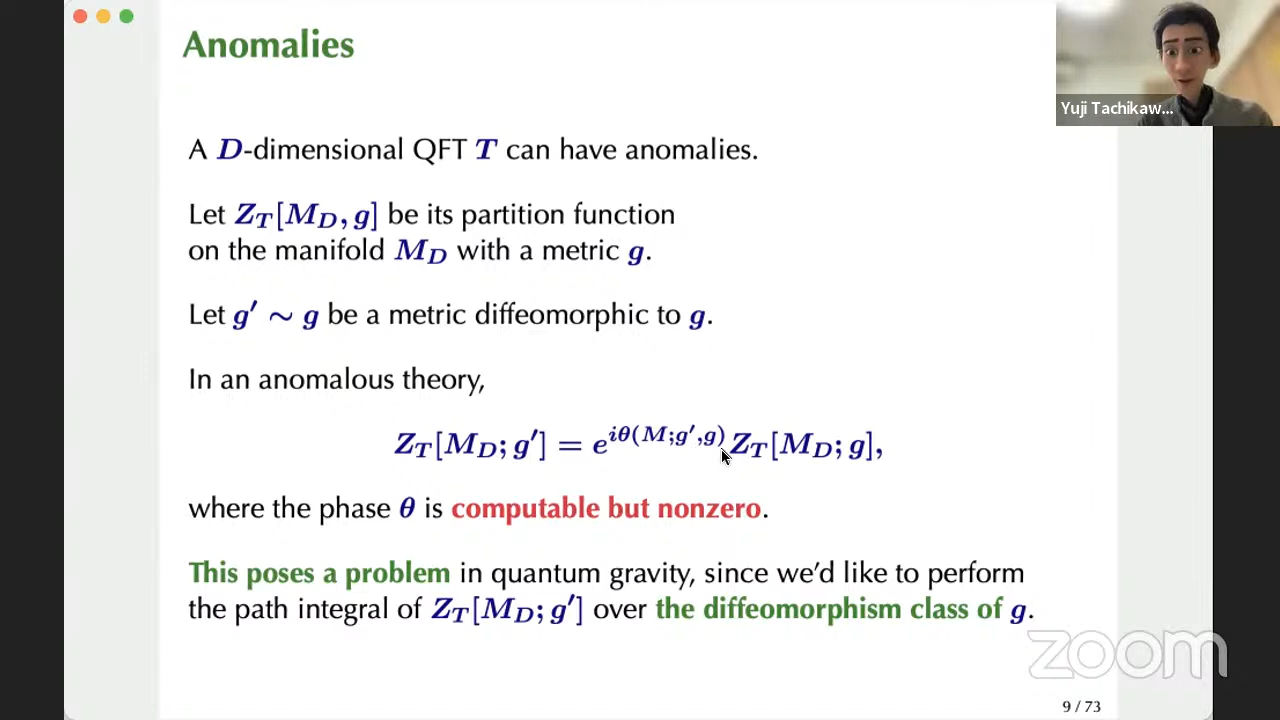 Anomalies
Yuji Tachikaw...
A D-dimensional QFT T can have anomalies.
Let Z_T[M_D, g] be its partition function
on the manifold M_D with a metric g.
Let g′ ∼ g be a metric diffeomorphic to g.
In an anomalous theory,
Z_T[M_D; g′] = e^{iθ(M;g′,g)} Z_T[M_D; g],
where the phase θ is computable but nonzero.
This poses a problem in quantum gravity, since we'd like to perform
the path integral of Z_T[M_D; g′] over the diffeomorphism class of g.
zoom
9 / 73